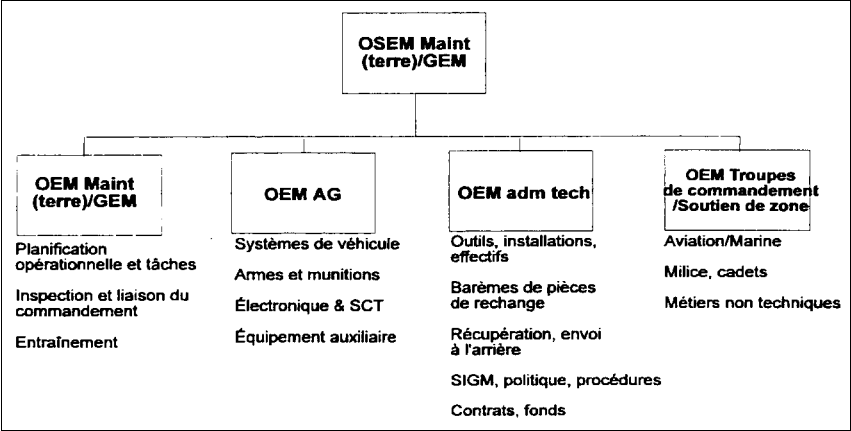 OSEM Maint
(terre)/GEM
OEM Maint
(terre)/GEM
Planification
opérationnelle et tâches
Inspection et liaison du
commandement
Entraînement
OEM AG
Systèmes de véhicule
Armes et munitions
Électronique & SCT
Équipement auxiliaire
OEM adm tech
Outils, installations,
effectifs
Barèmes de pièces
de rechange
Récupération, envoi
à l'arrière
SIGM, politique, procédures
Contrats, fonds
OEM Troupes
de commandement
/Soutien de zone
Aviation/Marine
Milice, cadets
Métiers non techniques